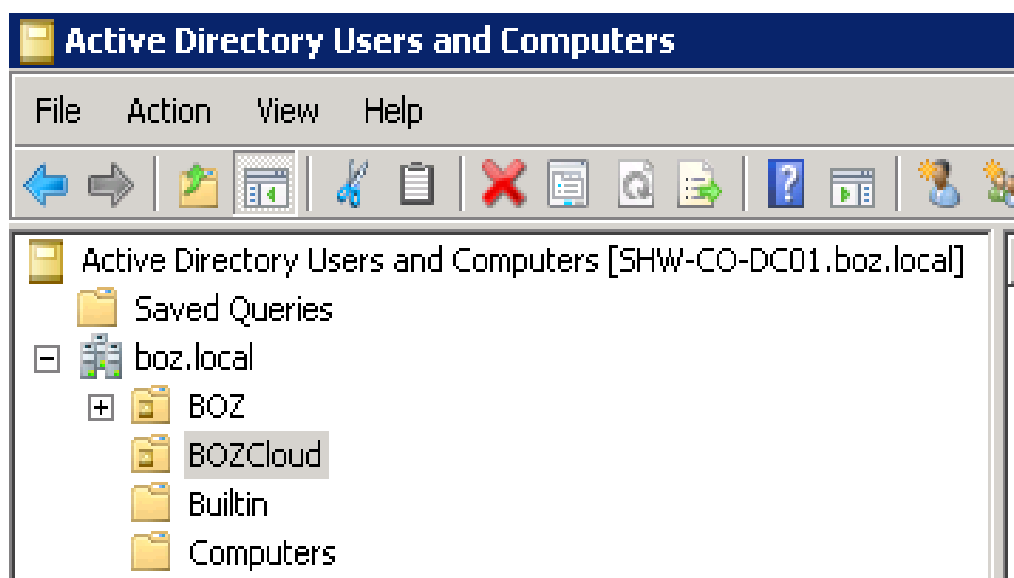 Active Directory Users and Computers
File Action View Help
Active Directory Users and Computers [SHW-CO-DC01.boz.local]
Saved Queries
boz.local
BOZ
BOZCloud
Builtin
Computers